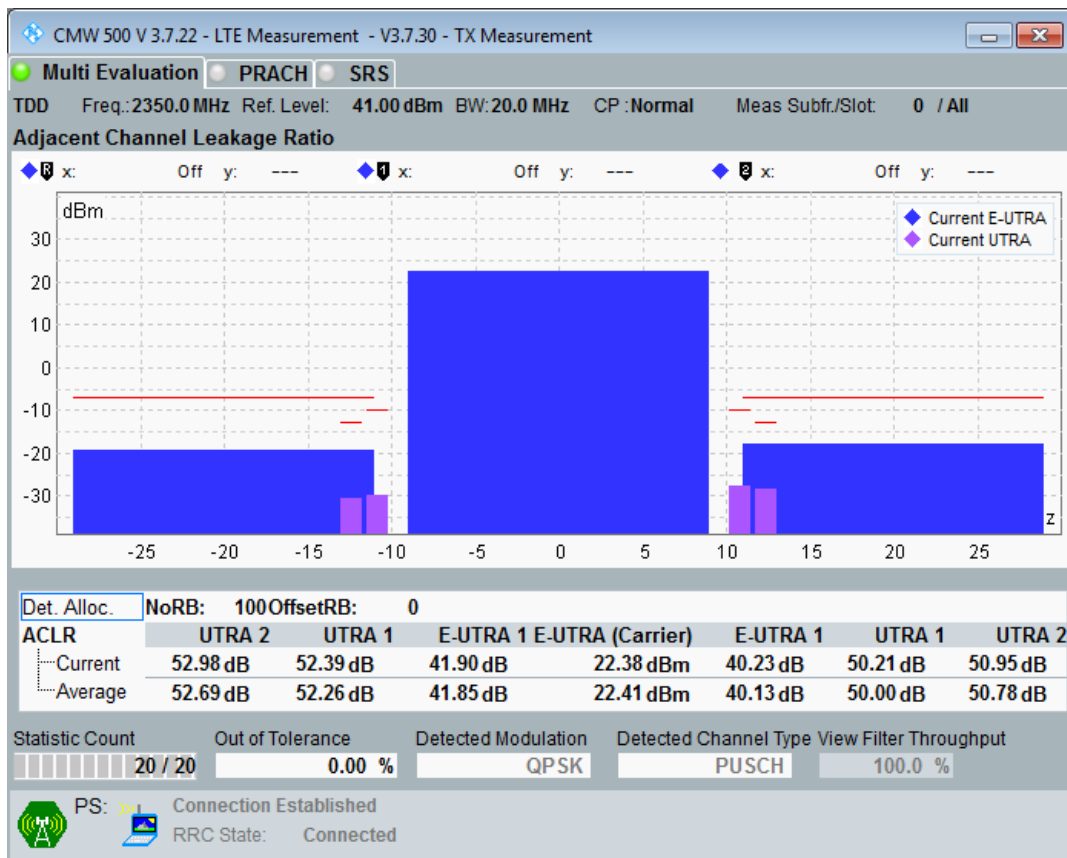 CMW 500 V 3.7.22 - LTE Measurement - V3.7.30 - TX Measurement
Multi Evaluation PRACH SRS
TDD Freq.: 2350.0 MHz Ref. Level: 41.00 dBm BW: 20.0 MHz CP : Normal Meas Subfr./Slot: 0 / All
Adjacent Channel Leakage Ratio
R x: Off y: --- 1 x: Off y: --- 2 x: Off y: ---
dBm
Current E-UTRA
Current UTRA
30
20
10
0
-10
-20
-30
z
-25 -20 -15 -10 -5 0 5 10 15 20 25
Det. Alloc. NoRB: 100 OffsetRB: 0
ACLR UTRA 2 UTRA 1 E-UTRA 1 E-UTRA (Carrier) E-UTRA 1 UTRA 1 UTRA 2
Current 52.98 dB 52.39 dB 41.90 dB 22.38 dBm 40.23 dB 50.21 dB 50.95 dB
Average 52.69 dB 52.26 dB 41.85 dB 22.41 dBm 40.13 dB 50.00 dB 50.78 dB
Statistic Count Out of Tolerance Detected Modulation Detected Channel Type View Filter Throughput
20 / 20 0.00 % QPSK PUSCH 100.0 %
PS: Connection Established
RRC State: Connected